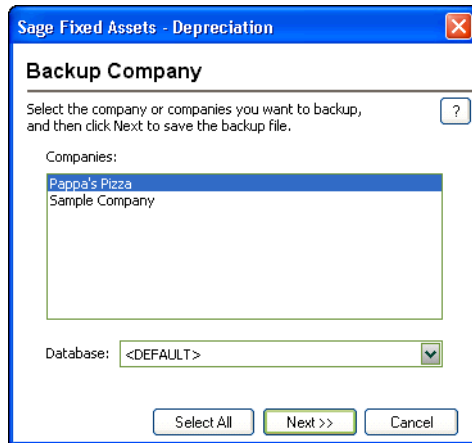 Sage Fixed Assets - Depreciation
Backup Company
Select the company or companies you want to backup,
and then click Next to save the backup file.
?
Companies:
Pappa's Pizza
Sample Company
Database: <DEFAULT>
Select All Next >> Cancel